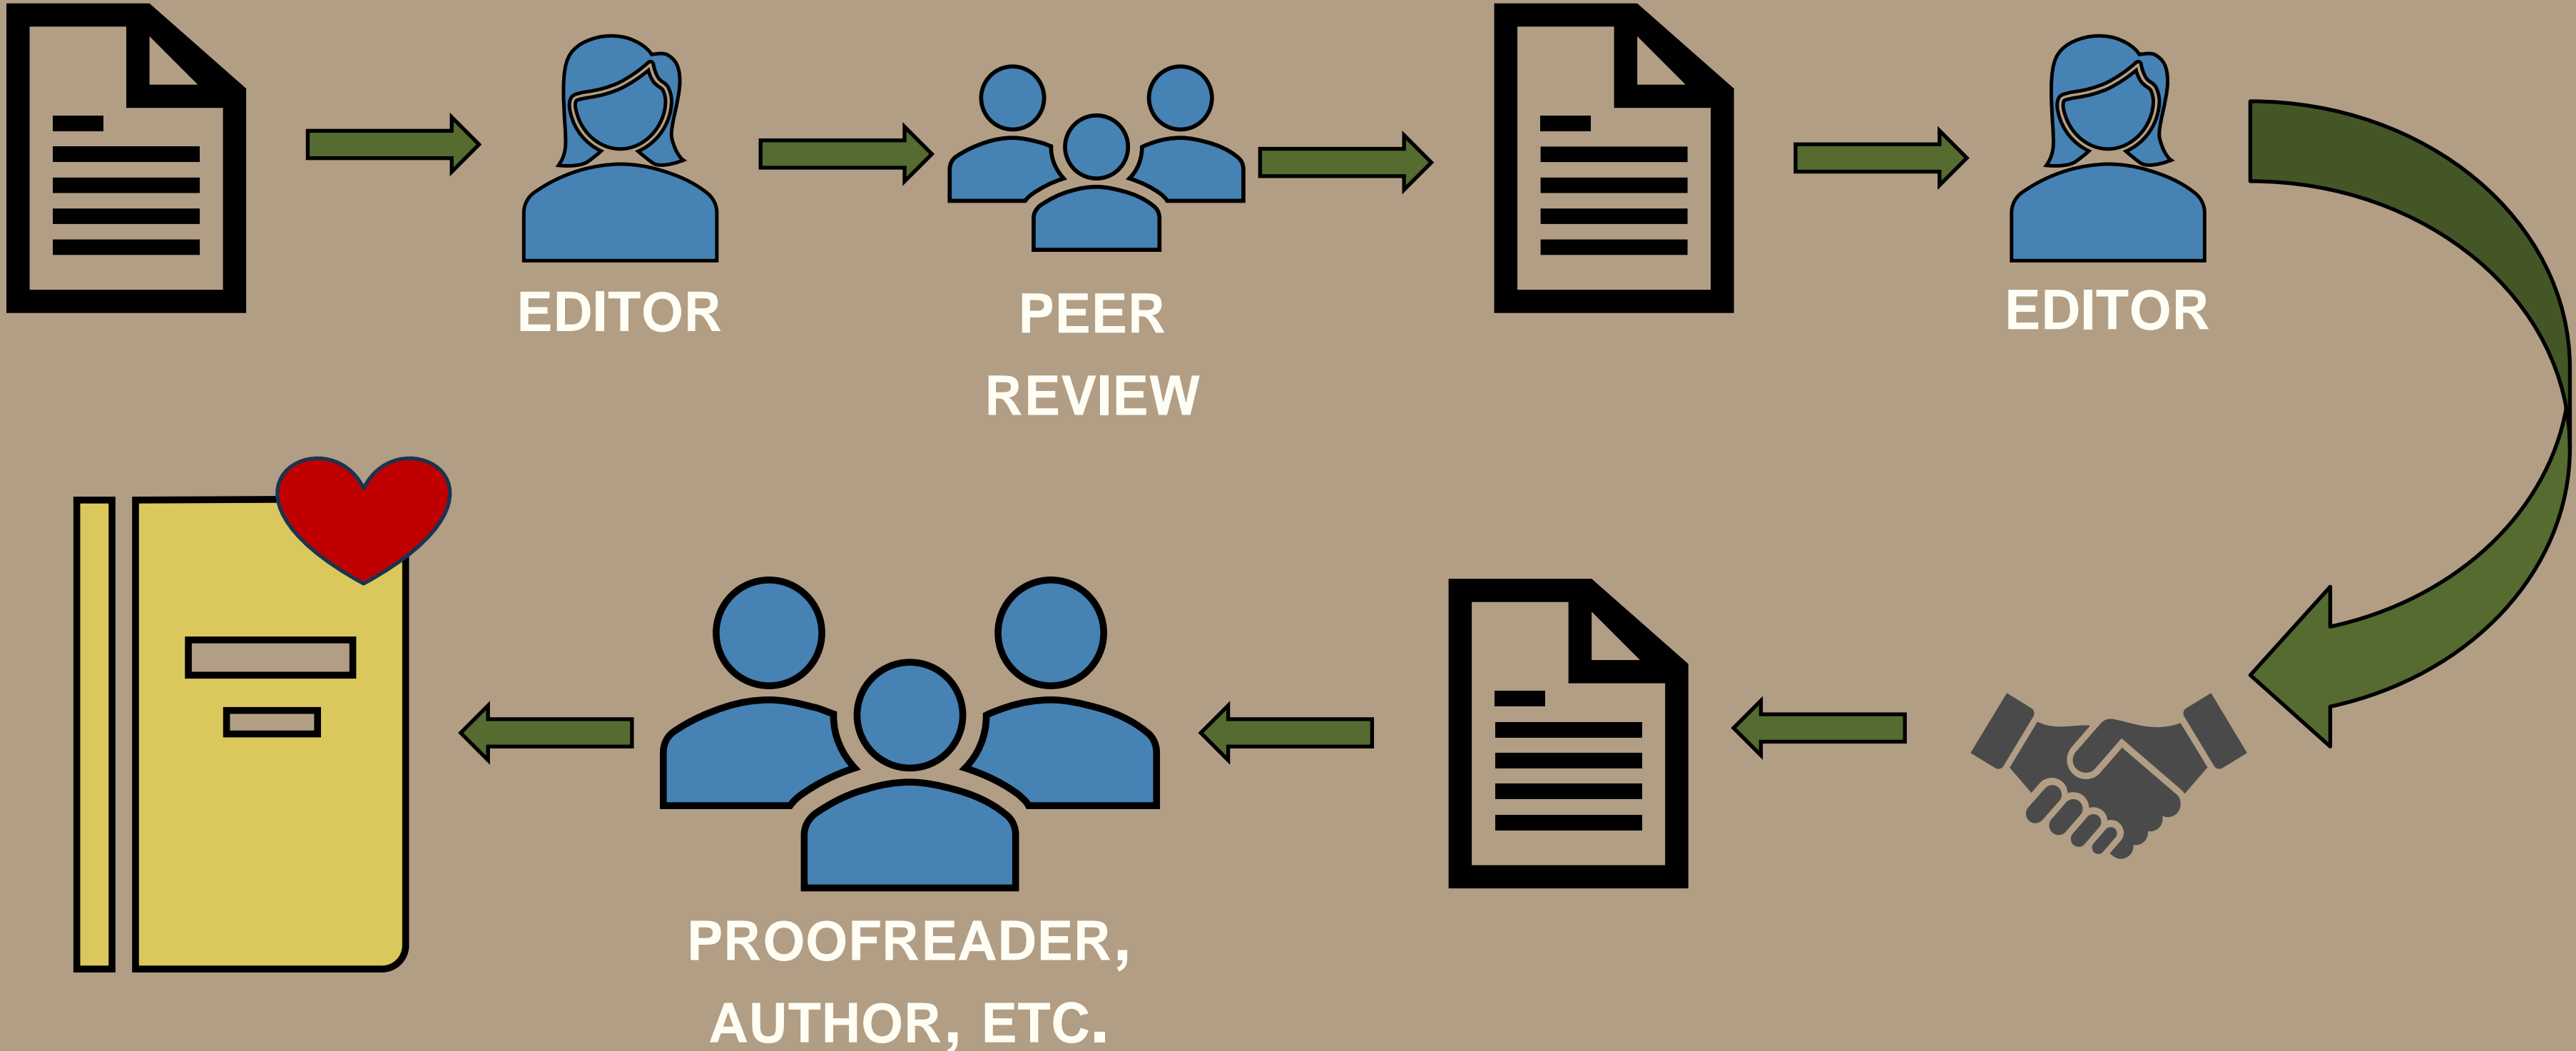 EDITOR
PEER
REVIEW
EDITOR
PROOFREADER,
AUTHOR, ETC.